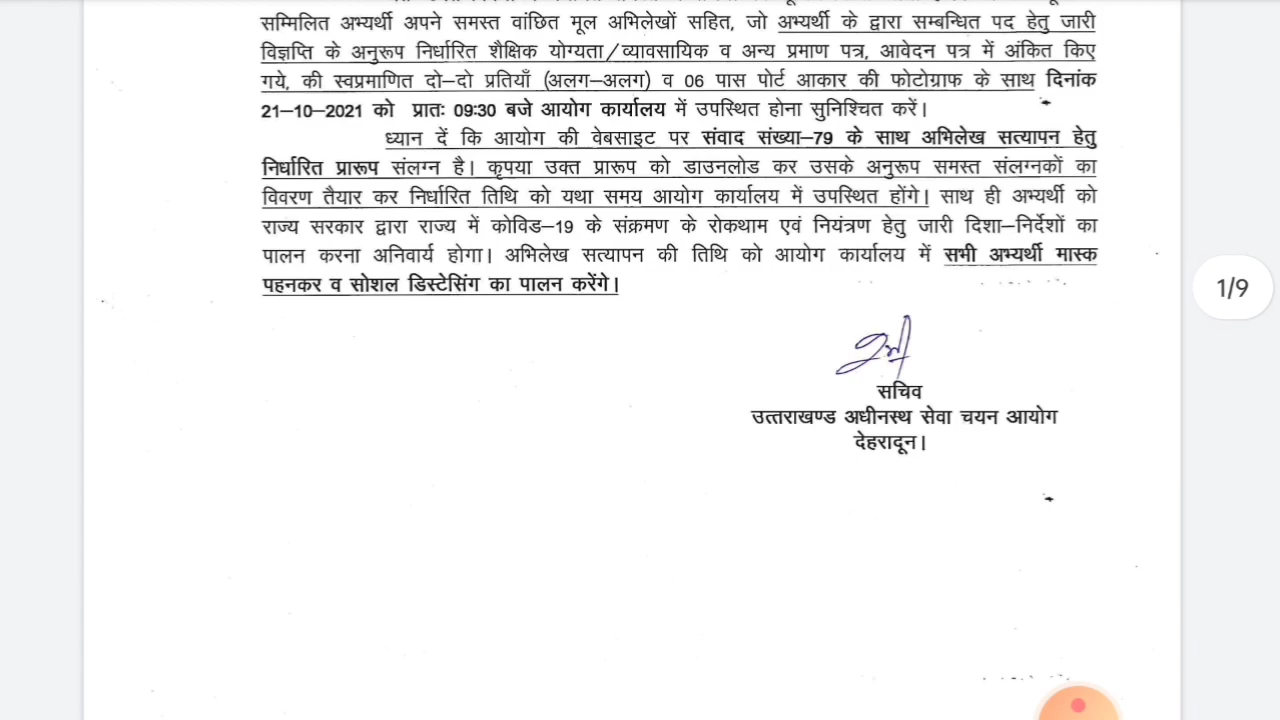 सम्मिलित अभ्यर्थी अपने समस्त वांछित मूल अभिलेखों सहित, जो अभ्यर्थी के द्वारा सम्बन्धित पद हेतु जारी
विज्ञप्ति के अनुरूप निर्धारित शैक्षिक योग्यता/व्यावसायिक व अन्य प्रमाण पत्र, आवेदन पत्र में अंकित किए
गये, की स्वप्रमाणित दो–दो प्रतियाँ (अलग–अलग) व 06 पास पोर्ट आकार की फोटोग्राफ के साथ दिनांक
21–10–2021 को प्रातः 09:30 बजे आयोग कार्यालय में उपस्थित होना सुनिश्चित करें।
ध्यान दें कि आयोग की वेबसाइट पर संवाद संख्या–79 के साथ अभिलेख सत्यापन हेतु
निर्धारित प्रारूप संलग्न है। कृपया उक्त प्रारूप को डाउनलोड कर उसके अनुरूप समस्त संलग्नकों का
विवरण तैयार कर निर्धारित तिथि को यथा समय आयोग कार्यालय में उपस्थित होंगे। साथ ही अभ्यर्थी को
राज्य सरकार द्वारा राज्य में कोविड–19 के संक्रमण के रोकथाम एवं नियंत्रण हेतु जारी दिशा–निर्देशों का
पालन करना अनिवार्य होगा। अभिलेख सत्यापन की तिथि को आयोग कार्यालय में सभी अभ्यर्थी मास्क
पहनकर व सोशल डिस्टेसिंग का पालन करेंगे।
1/9
सचिव
उत्तराखण्ड अधीनस्थ सेवा चयन आयोग
देहरादून।